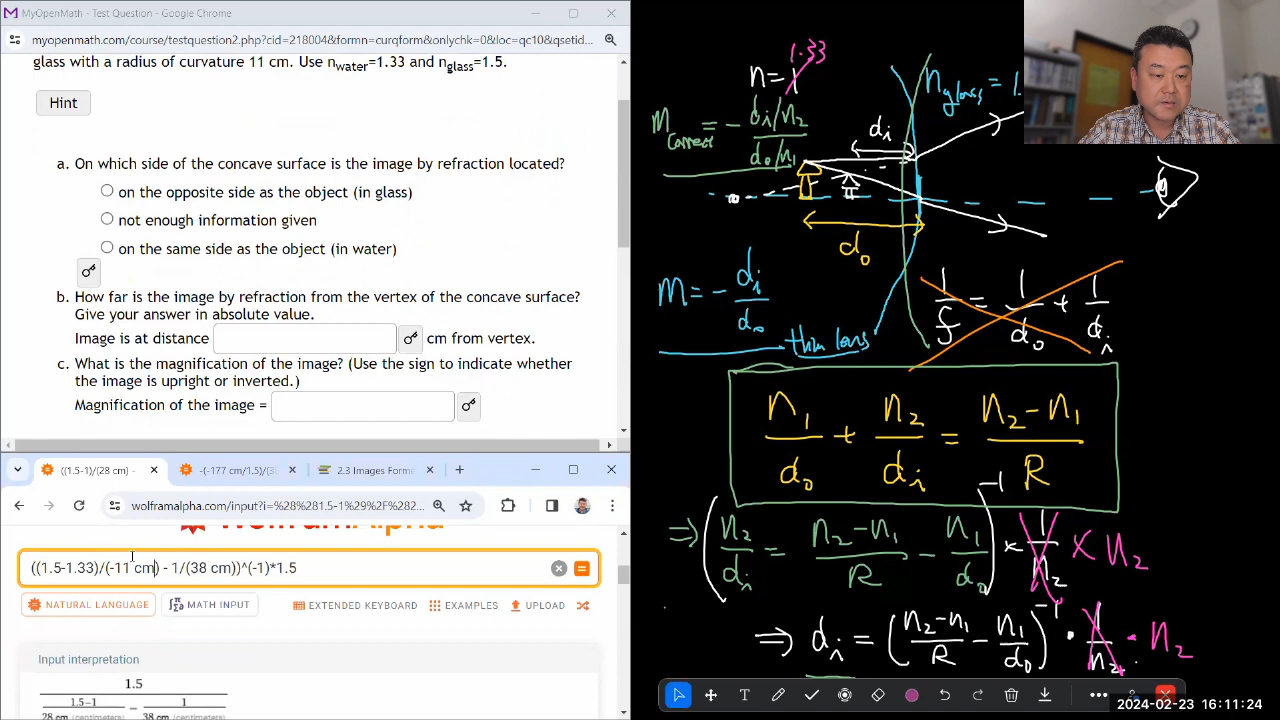 MyOpenMath - Test Question - Google Chrome
myopenmath.com/course/testquestion2.php?cid=218004&formn=curqform&onlychk=0&loc=qc10&qsetid...
glass with a radius of curvature 11 cm. Use nwater=1.33 and nglass=1.5.
Hint
a. On which side of the concave surface is the image by refraction located?
on the opposite side as the object (in glass)
not enough information given
on the same side as the object (in water)
b. How far is the image by refraction from the vertex of the concave surface?
Give your answer in absolute value.
Image is at distance cm from vertex.
c. What is the magnification of the image? (Use the sign to indicate whether
the image is upright or inverted.)
Magnification of the image =
((1.5-1)/(28 cm) -
-(-177 cm/1.5)/(3
2.3 Images Form
wolframalpha.com/input?i=%28%281.5-1%29%2F%282...
((1.5-1.33)/(-11 cm) - 1/(38 cm))^(-1)*1.5
NATURAL LANGUAGE
MATH INPUT
EXTENDED KEYBOARD
EXAMPLES
UPLOAD
Input interpretation
1.5
1.5-1
28 cm (centimeters)
−
1
38 cm (centimeters)
1.33
n = 1
nglass = 1.
Mcorrect = - di/n2
do/n1
di
do
M = - di
do
thin lens
1/f = 1/do + 1/di
n1/do + n2/di = n2-n1/R
⇒ (n2/di = n2-n1/R - n1/do)^-1 × 1/n2 × n2
⇒ di = (n2-n1/R - n1/do)^-1 · 1/n2 · n2
2024-02-23 16:11:24